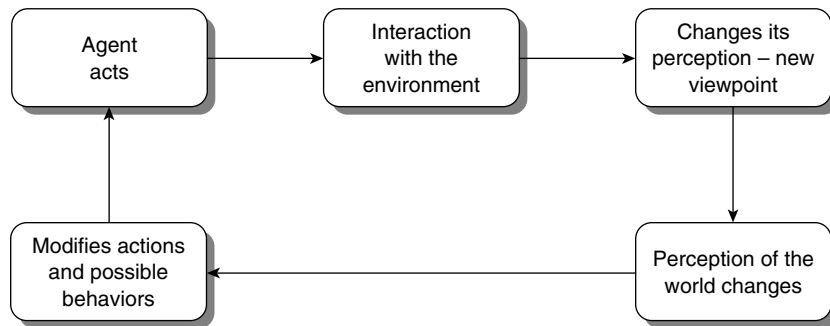 Agent
acts
Interaction
with the
environment
Changes its
perception – new
viewpoint
Modifies actions
and possible
behaviors
Perception of the
world changes